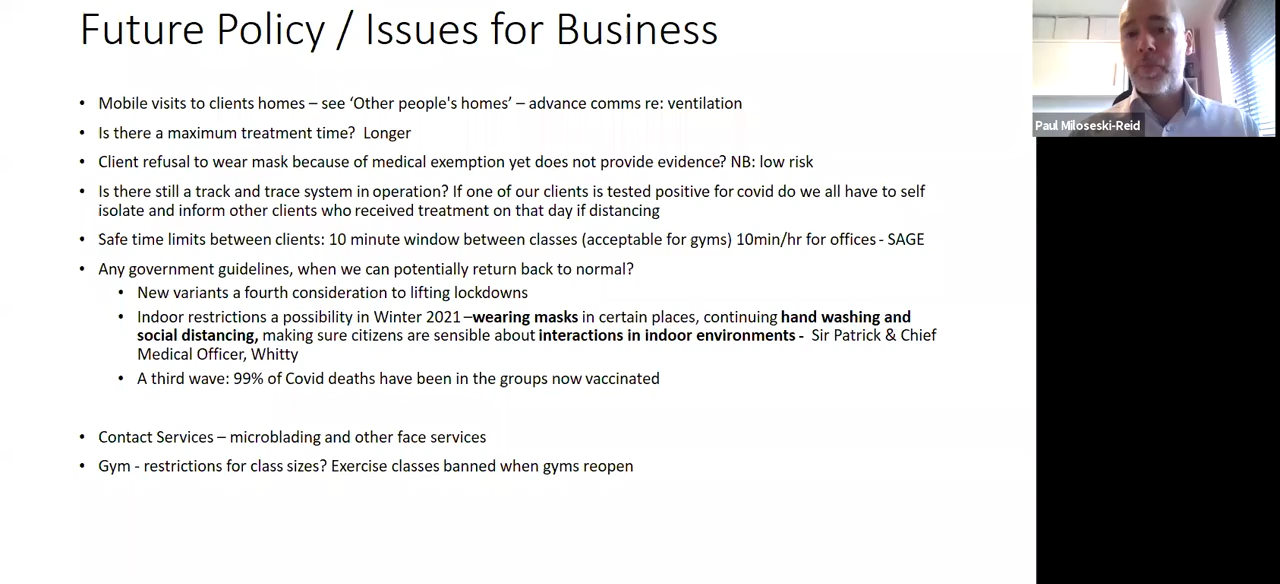 Future Policy / Issues for Business
• Mobile visits to clients homes – see ‘Other people's homes’ – advance comms re: ventilation
• Is there a maximum treatment time?  Longer
• Client refusal to wear mask because of medical exemption yet does not provide evidence? NB: low risk
• Is there still a track and trace system in operation? If one of our clients is tested positive for covid do we all have to self
isolate and inform other clients who received treatment on that day if distancing
• Safe time limits between clients: 10 minute window between classes (acceptable for gyms) 10min/hr for offices - SAGE
• Any government guidelines, when we can potentially return back to normal?
• New variants a fourth consideration to lifting lockdowns
• Indoor restrictions a possibility in Winter 2021 –wearing masks in certain places, continuing hand washing and
social distancing, making sure citizens are sensible about interactions in indoor environments -  Sir Patrick & Chief
Medical Officer, Whitty
• A third wave: 99% of Covid deaths have been in the groups now vaccinated
• Contact Services – microblading and other face services
• Gym - restrictions for class sizes? Exercise classes banned when gyms reopen
Paul Miloseski-Reid